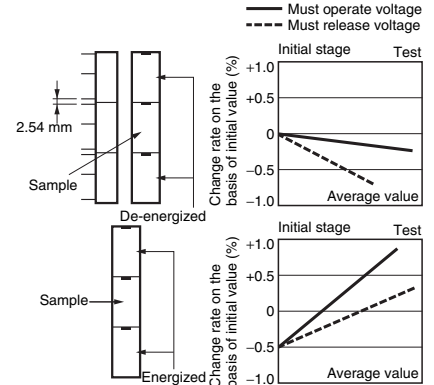 Must operate voltage
Must release voltage
Initial stage
Test
Change rate on the
basis of initial value (%)
+1.0
+0.5
0
−0.5
−1.0
Average value
2.54 mm
Sample
De-energized
Initial stage
Test
Change rate on the
basis of initial value (%)
+1.0
+0.5
0
−0.5
−1.0
Average value
Sample
Energized